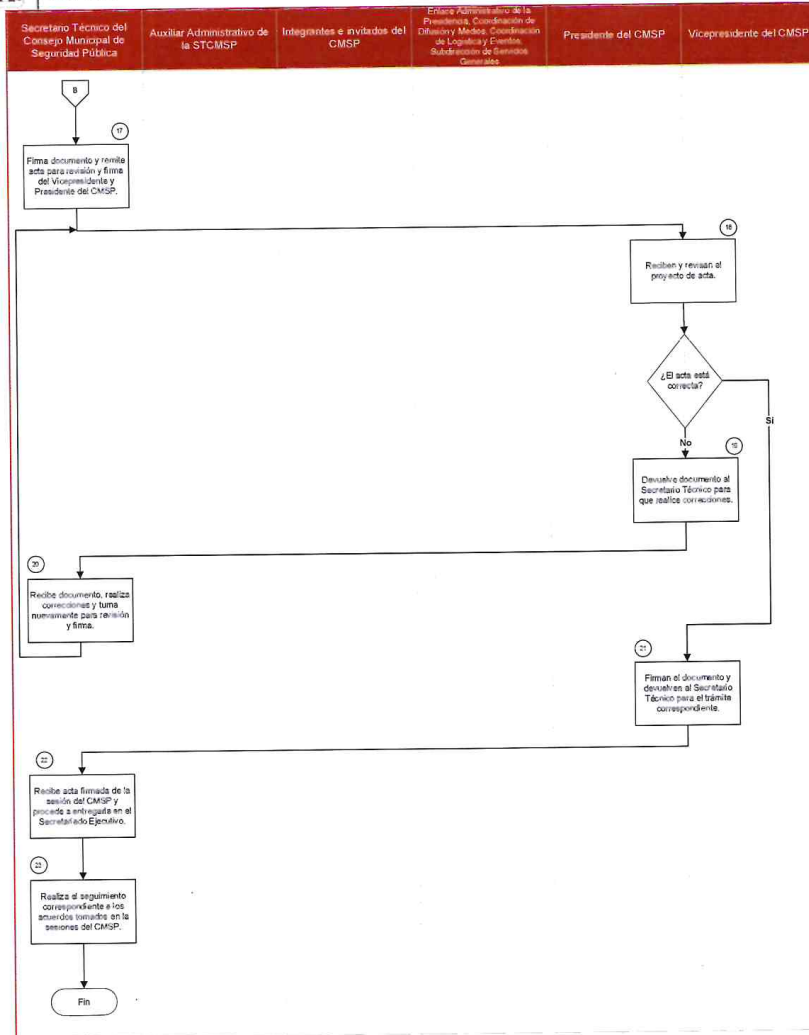 Secretario Técnico del
Consejo Municipal de
Seguridad Pública
Auxiliar Administrativo de
la STCMSP
Integrantes e invitados del
CMSP
Enlace Administrativo de la
Presidencia, Coordinación de
Difusión y Medios, Coordinación
de Logística y Eventos,
Subdirección de Servicios
Generales
Presidente del CMSP
Vicepresidente del CMSP
B
17
Firma documento y remite
acta para revisión y firma
del Vicepresidente y
Presidente del CMSP.
18
Reciben y revisan el
proyecto de acta.
¿El acta está
correcta?
Sí
No
19
Devuelve documento al
Secretario Técnico para
que realice correcciones.
20
Recibe documento, realiza
correcciones y turna
nuevamente para revisión
y firma.
21
Firman el documento y
devuelven al Secretario
Técnico para el trámite
correspondiente.
22
Recibe acta firmada de la
sesión del CMSP y
procede a entregarla en el
Secretariado Ejecutivo.
23
Realiza el seguimiento
correspondiente a los
acuerdos tomados en la
sesiones del CMSP.
Fin